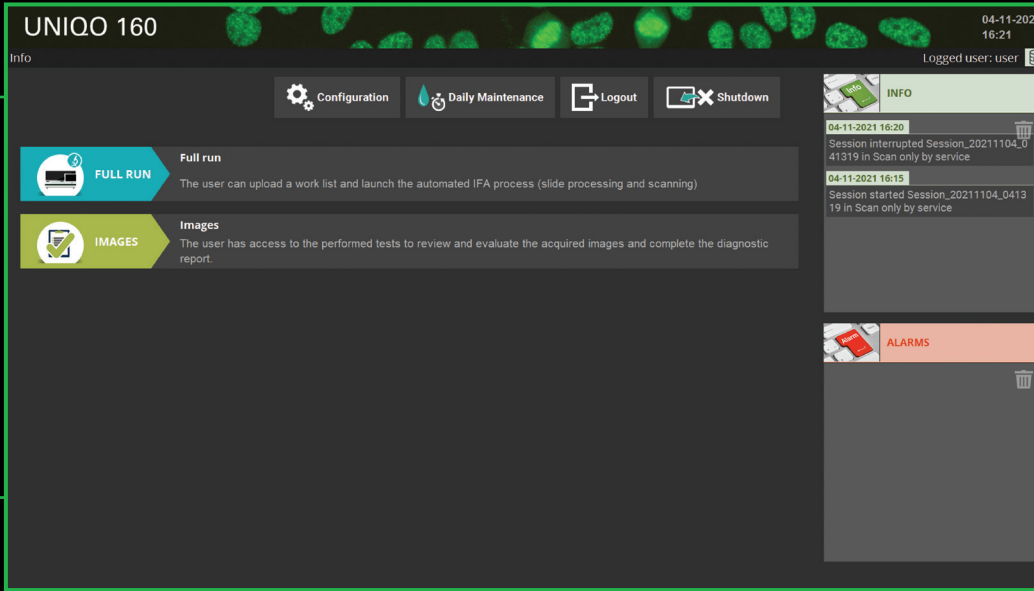 UNIQO 160
04-11-202
16:21
Info
Logged user: user
Configuration
Daily Maintenance
Logout
Shutdown
FULL RUN
Full run
The user can upload a work list and launch the automated IFA process (slide processing and scanning)
IMAGES
Images
The user has access to the performed tests to review and evaluate the acquired images and complete the diagnostic
report.
Info
INFO
04-11-2021 16:20
Session interrupted Session_20211104_0
41319 in Scan only by service
04-11-2021 16:15
Session started Session_20211104_0413
19 in Scan only by service
Alarm
ALARMS